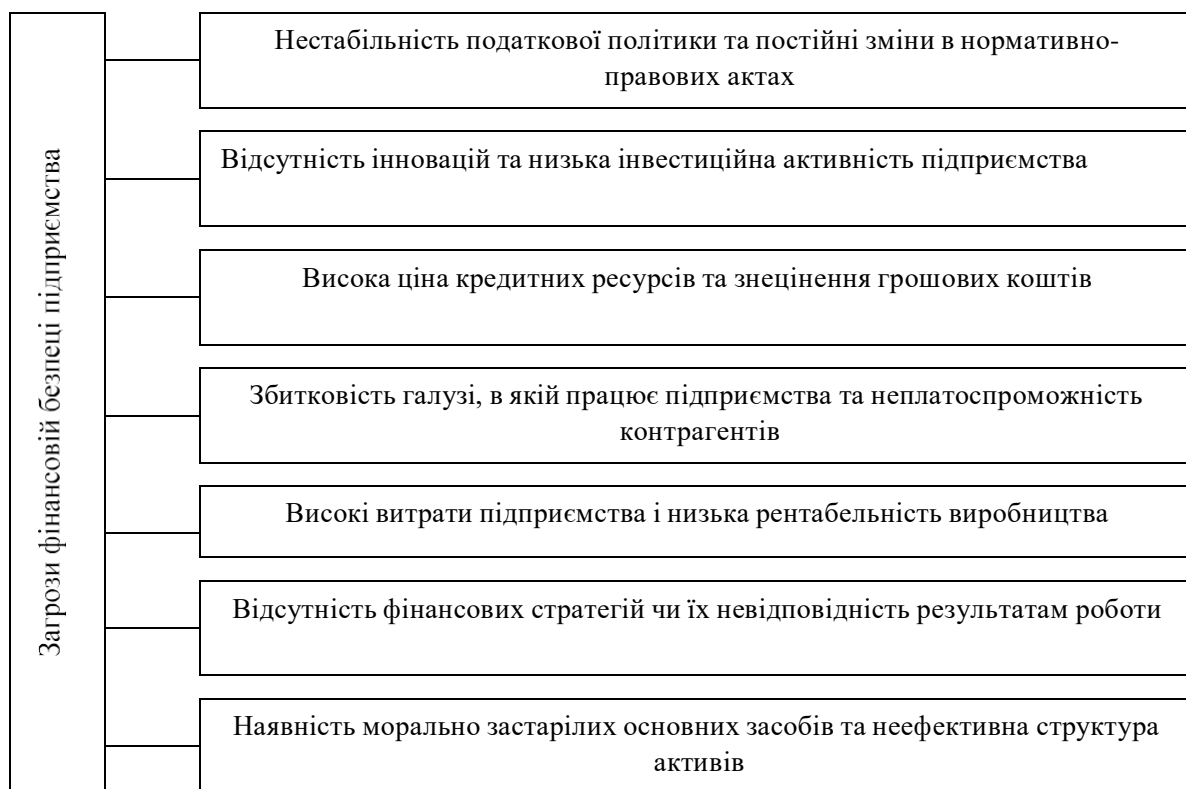 Загрози фінансовій безпеці підприємства
Нестабільність податкової політики та постійні зміни в нормативно-
правових актах
Відсутність інновацій та низька інвестиційна активність підприємства
Висока ціна кредитних ресурсів та знецінення грошових коштів
Збитковість галузі, в якій працює підприємства та неплатоспроможність
контрагентів
Високі витрати підприємства і низька рентабельність виробництва
Відсутність фінансових стратегій чи їх невідповідність результатам роботи
Наявність морально застарілих основних засобів та неефективна структура
активів